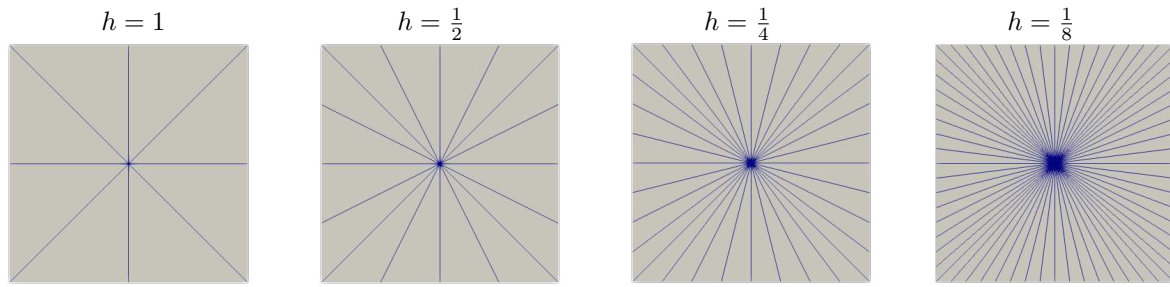 h = 1
h = 1/2
h = 1/4
h = 1/8